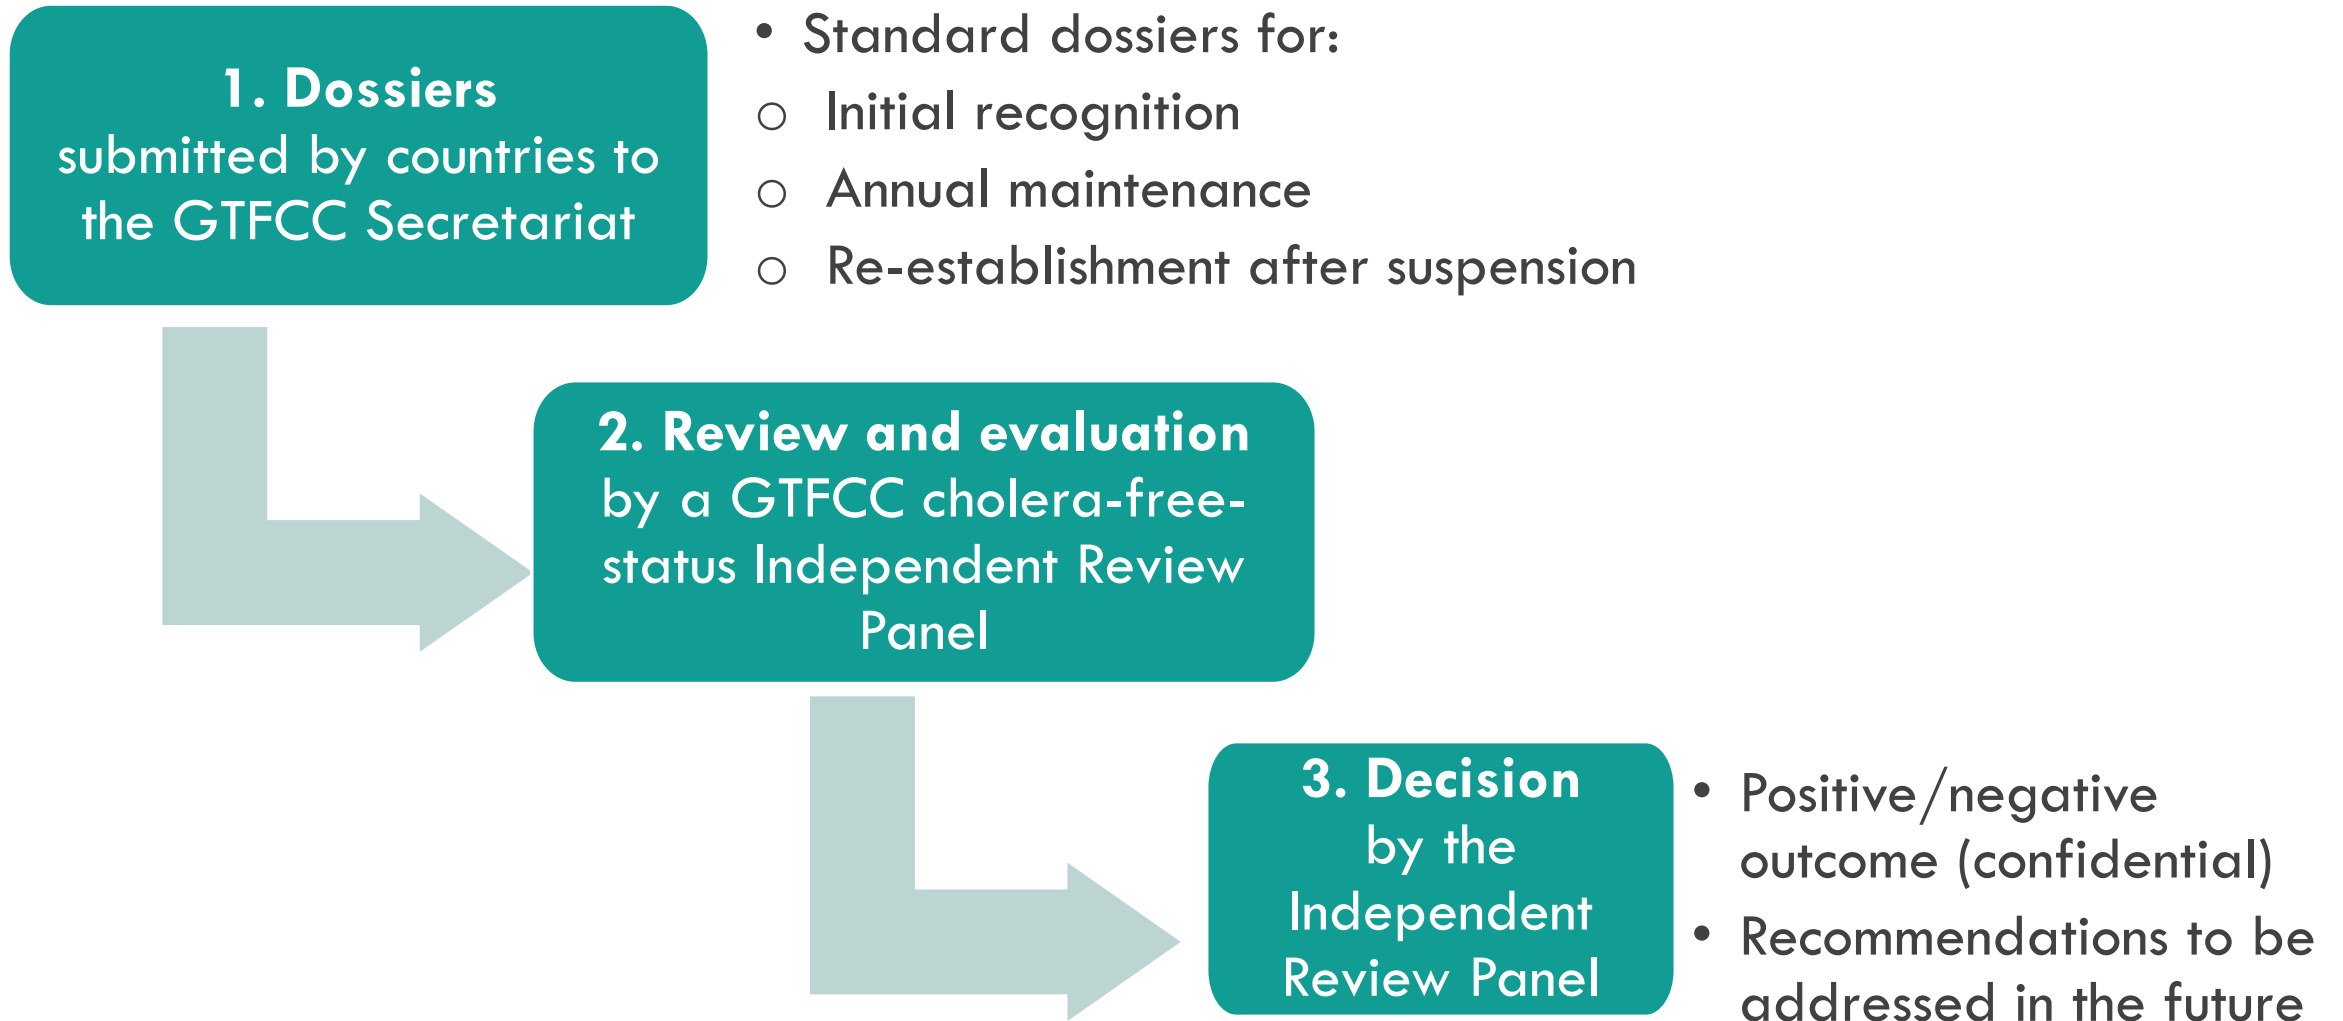 1. Dossiers
submitted by countries to
the GTFCC Secretariat
• Standard dossiers for:
o Initial recognition
o Annual maintenance
o Re-establishment after suspension
2. Review and evaluation
by a GTFCC cholera-free-
status Independent Review
Panel
3. Decision
by the
Independent
Review Panel
• Positive/negative
outcome (confidential)
• Recommendations to be
addressed in the future